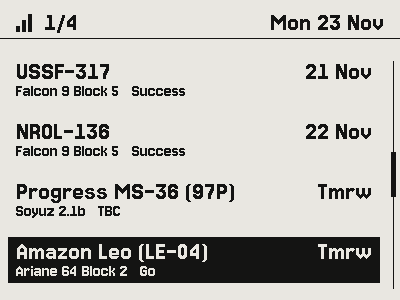 1/4 Mon 23 Nov
USSF-317 21 Nov
Falcon 9 Block 5 Success
NROL-136 22 Nov
Falcon 9 Block 5 Success
Progress MS-36 (97P) Tmrw
Soyuz 2.1b TBC
Amazon Leo (LE-04) Tmrw
Ariane 64 Block 2 Go